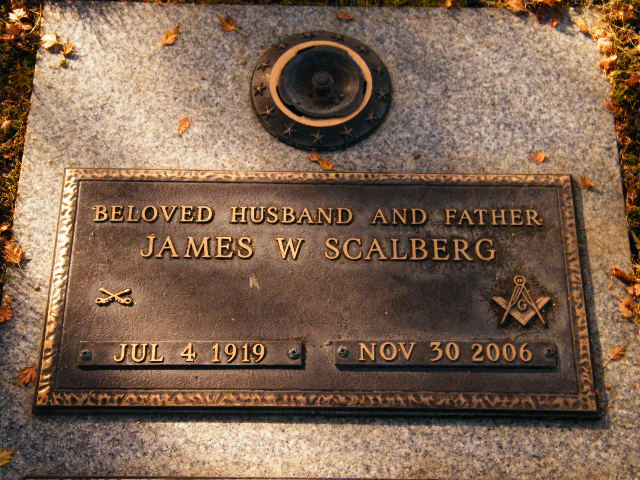 BELOVED HUSBAND AND FATHER
JAMES W SCALBERG
G
JUL 4 1919 NOV 30 2006